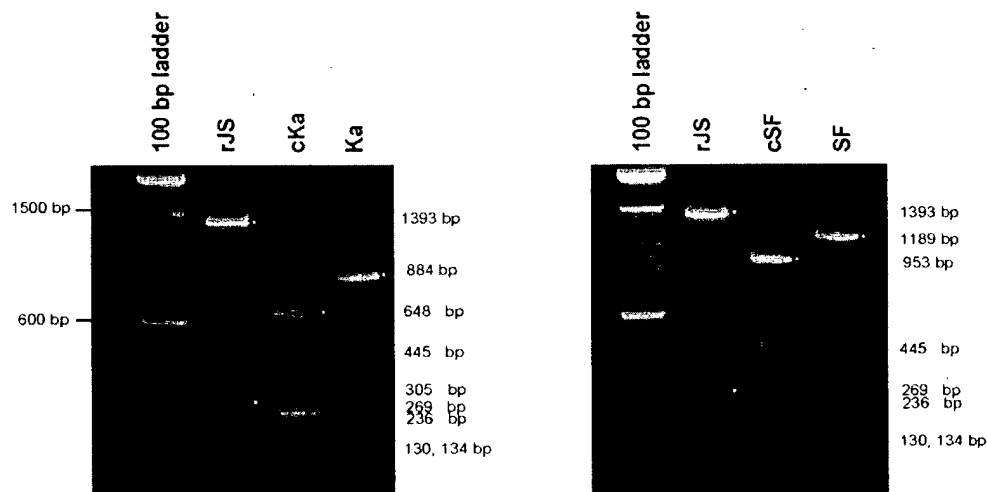 100 bp ladder
rJS
cKa
Ka
1500 bp
600 bp
1393 bp
884 bp
648 bp
445 bp
305 bp
269 bp
236 bp
130, 134 bp
100 bp ladder
rJS
cSF
SF
1393 bp
1189 bp
953 bp
445 bp
269 bp
236 bp
130, 134 bp